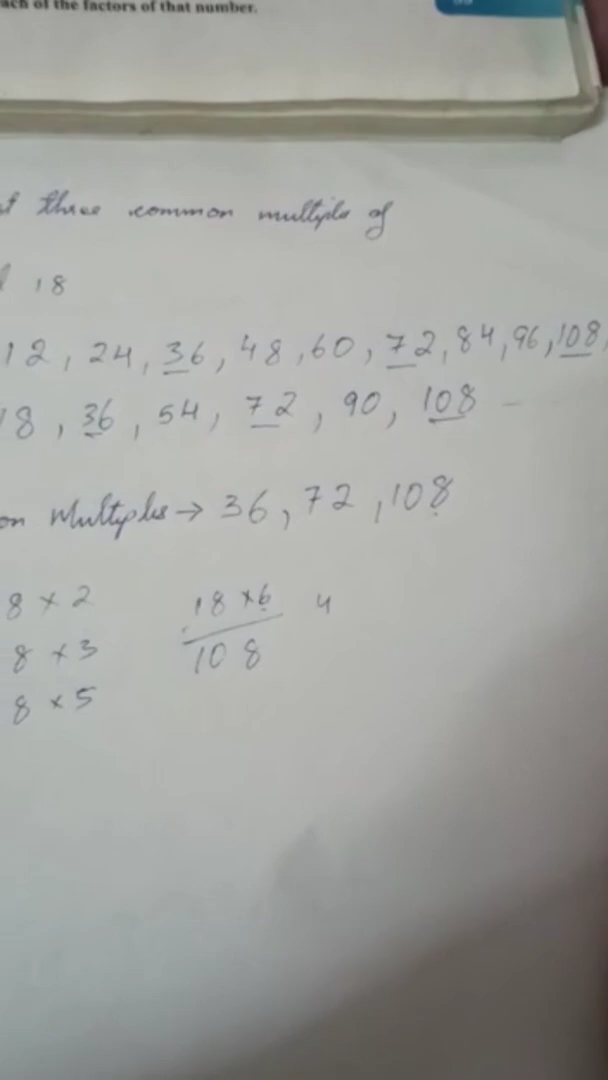 of the factors of that number.
three common multiple of
18
12, 24, 36, 48, 60, 72, 84, 96, 108,
18, 36, 54, 72, 90, 108
on Multiples → 36, 72, 108
8 × 2 18 × 6 4
8 × 3 108
8 × 5